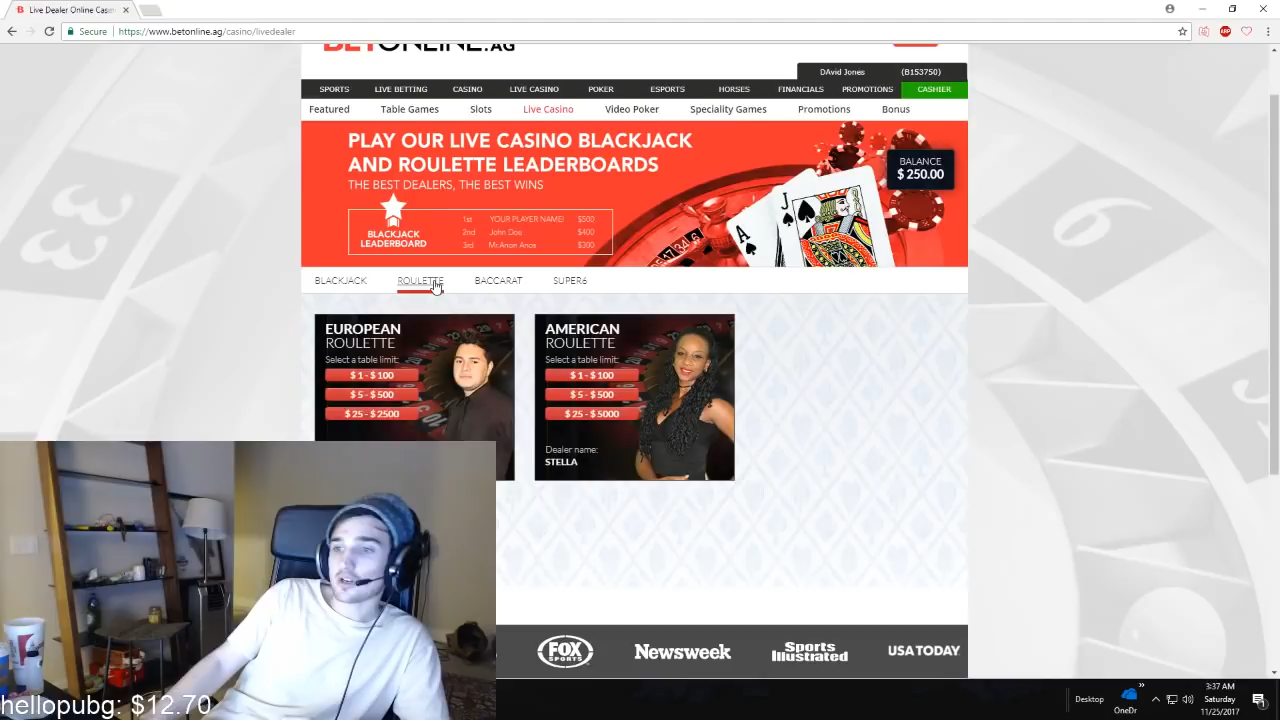 Live Dealer Online Casi
Secure
https://www.betonline.ag/casino/livedealer
BETONLINE.AG
DAvid Jones (B153750)
SPORTS LIVE BETTING CASINO LIVE CASINO POKER ESPORTS HORSES FINANCIALS PROMOTIONS CASHIER
Featured Table Games Slots Live Casino Video Poker Speciality Games Promotions Bonus
PLAY OUR LIVE CASINO BLACKJACK
AND ROULETTE LEADERBOARDS
THE BEST DEALERS, THE BEST WINS
BALANCE
$ 250.00
BLACKJACK
LEADERBOARD
1st YOUR PLAYER NAME! $500
2nd John Dou $400
3rd Mr.Anon Anos $300
BLACKJACK ROULETTE BACCARAT SUPER6
EUROPEAN
ROULETTE
Select a table limit:
$ 1 - $ 100
$ 5 - $ 500
$ 25 - $ 2500
AMERICAN
ROULETTE
Select a table limit:
$ 1 - $ 100
$ 5 - $ 500
$ 25 - $ 5000
Dealer name:
STELLA
FOX
SPORTS
Newsweek
Sports
Illustrated
USA TODAY
hellopubg: $12.70
Desktop
OneDr
3:37 AM
Saturday
11/25/2017